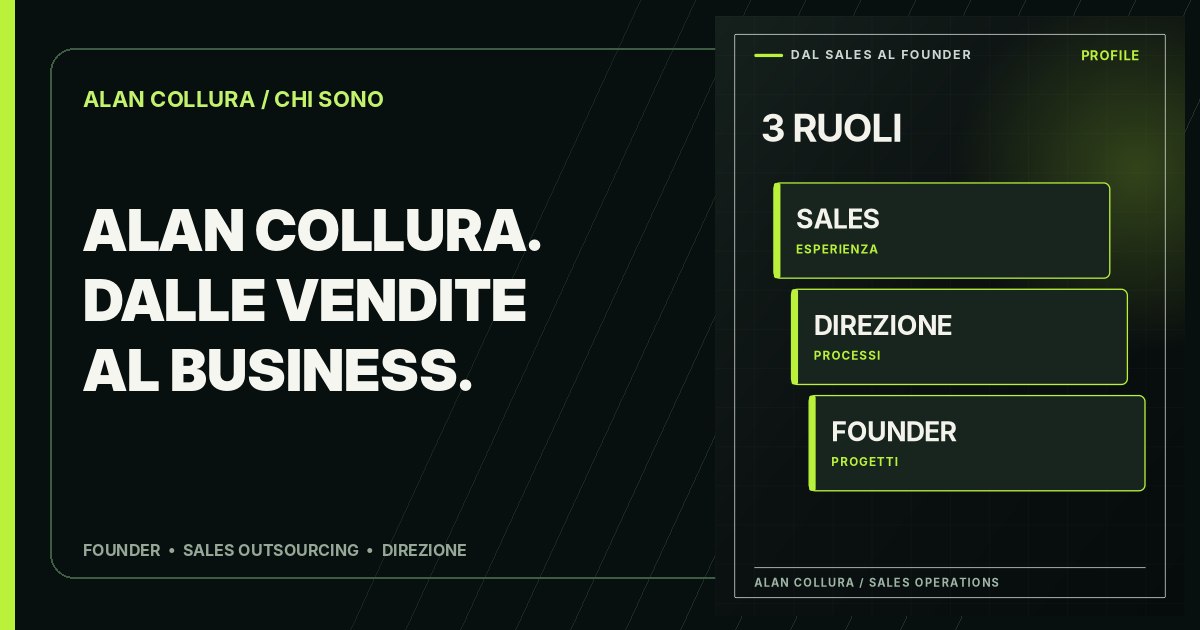 ALAN COLLURA / CHI SONO
ALAN COLLURA.
DALLE VENDITE
AL BUSINESS.
FOUNDER • SALES OUTSOURCING • DIREZIONE
DAL SALES AL FOUNDER
PROFILE
3 RUOLI
SALES
ESPERIENZA
DIREZIONE
PROCESSI
FOUNDER
PROGETTI
ALAN COLLURA / SALES OPERATIONS